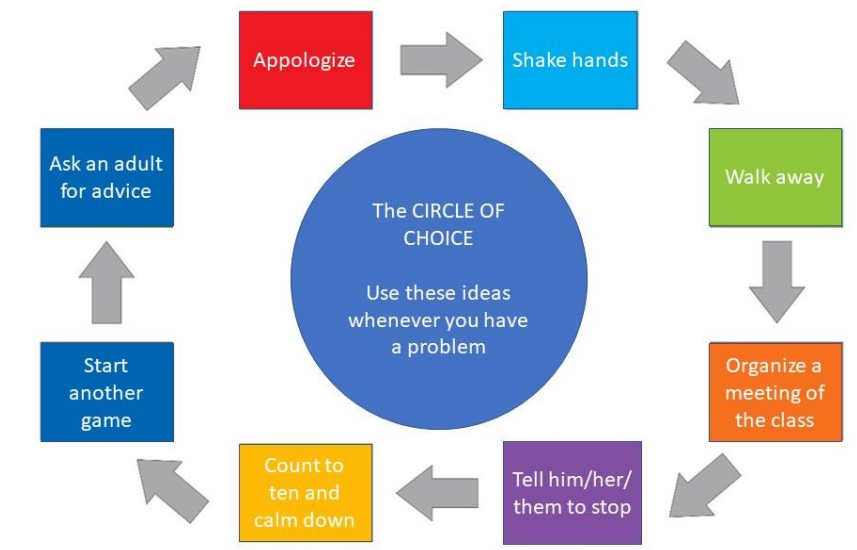 Appologize
Shake hands
Walk away
Organize a
meeting of
the class
Tell him/her/
them to stop
Count to
ten and
calm down
Start
another
game
Ask an adult
for advice
The CIRCLE OF
CHOICE
Use these ideas
whenever you have
a problem